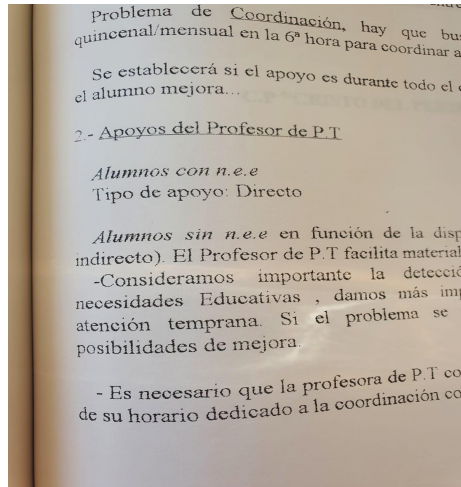 Problema de Coordinación, hay que bus
quincenal/mensual en la 6ª hora para coordinar a
Se establecerá si el apoyo es durante todo el c
el alumno mejora...
2.- Apoyos del Profesor de P.T
Alumnos con n.e.e
Tipo de apoyo: Directo
Alumnos sin n.e.e en función de la disp
indirecto). El Profesor de P.T facilita material
-Consideramos importante la detecció
necesidades Educativas , damos más imp
atención temprana. Si el problema se
posibilidades de mejora.
- Es necesario que la profesora de P.T co
de su horario dedicado a la coordinación co